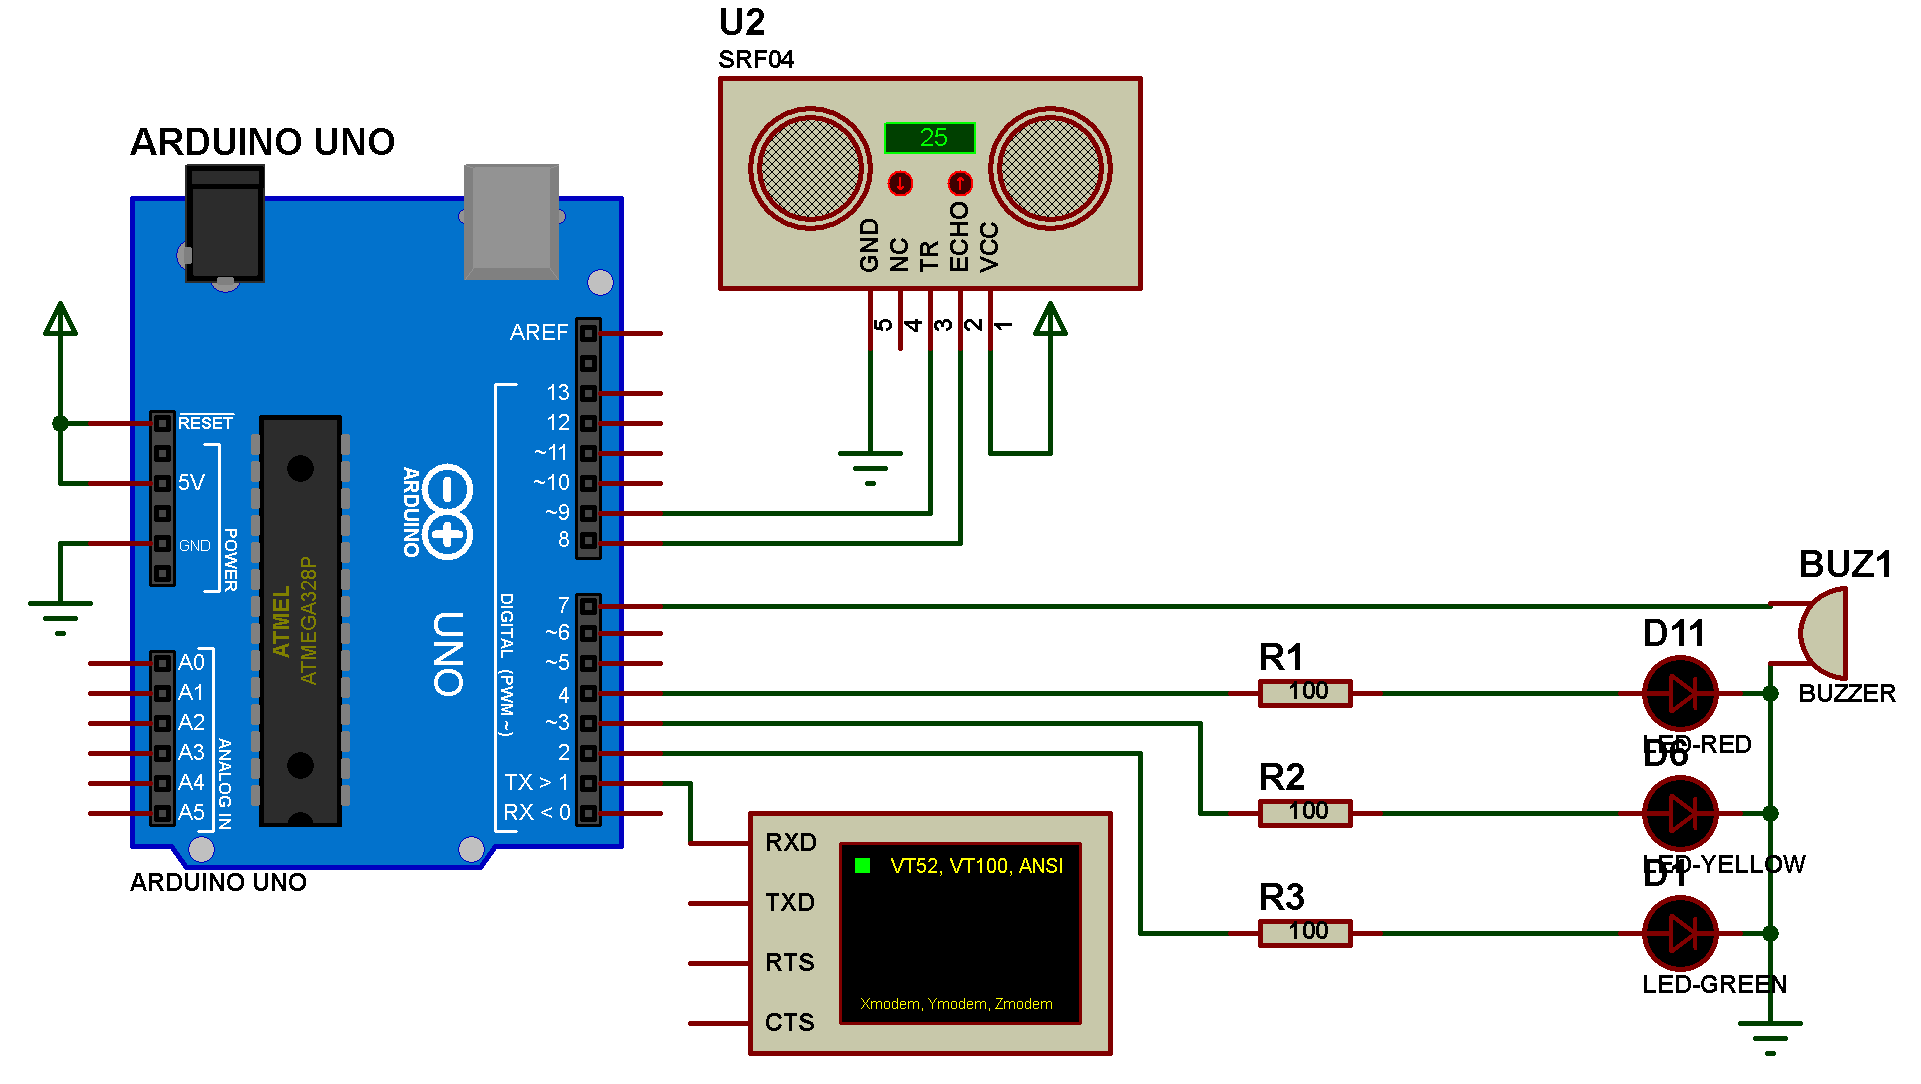 U2
SRF04
25
GND
NC
TR
ECHO
VCC
5
4
3
2
1
ARDUINO UNO
AREF
13
12
~11
~10
~9
8
RESET
5V
GND
POWER
ARDUINO
UNO
ATMEL
ATMEGA328P
DIGITAL (PWM~)
7
~6
~5
4
~3
2
TX > 1
RX < 0
A0
A1
A2
A3
A4
A5
ANALOG IN
ARDUINO UNO
RXD
TXD
RTS
CTS
VT52, VT100, ANSI
Xmodem, Ymodem, Zmodem
R1
100
R2
100
R3
100
BUZ1
BUZZER
D11
LED-RED
D6
LED-YELLOW
D1
LED-GREEN